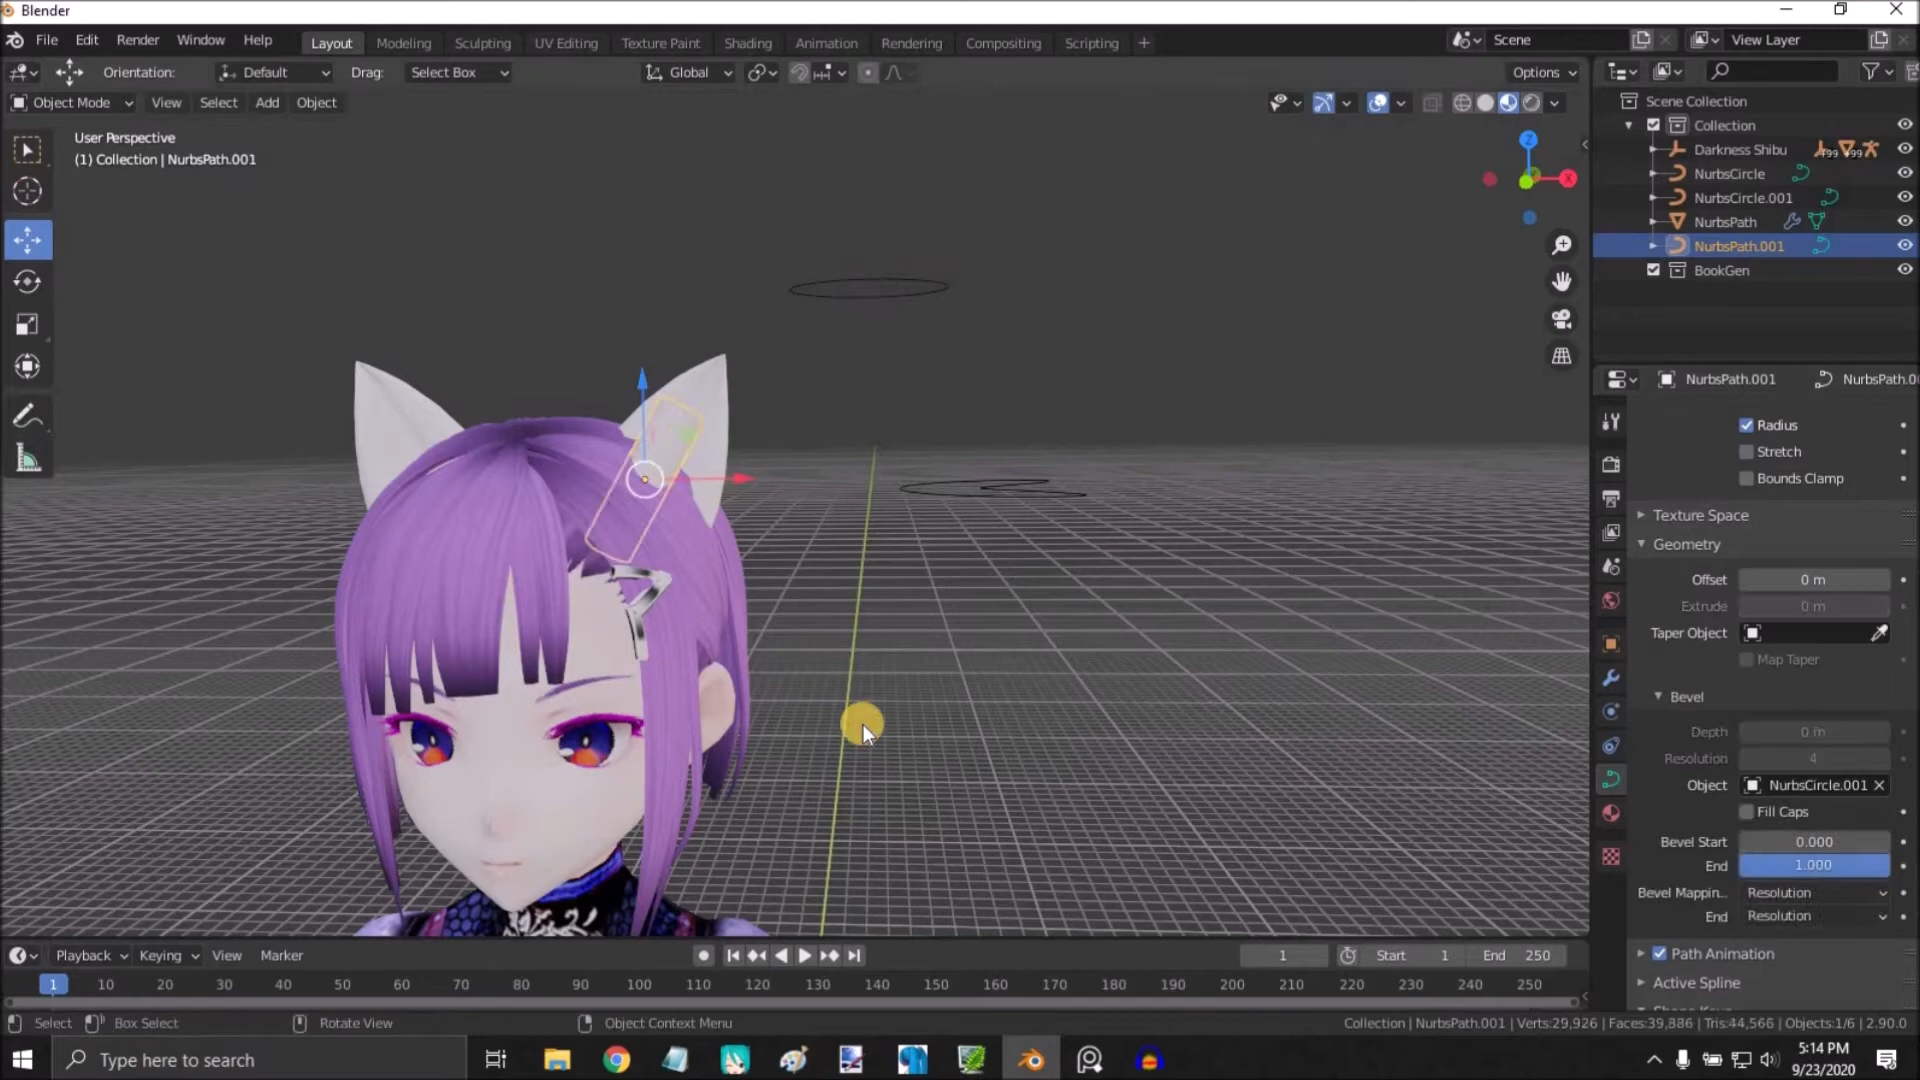 Blender
File Edit Render Window Help Layout Modeling Sculpting UV Editing Texture Paint Shading Animation Rendering Compositing Scripting + Scene View Layer
Orientation: Default Drag: Select Box Global Options
Object Mode View Select Add Object
User Perspective
(1) Collection | NurbsPath.001
Z
X
Scene Collection
Collection
Darkness Shibu +99 +99
NurbsCircle
NurbsCircle.001
NurbsPath
NurbsPath.001
BookGen
NurbsPath.001 NurbsPath.0
Radius
Stretch
Bounds Clamp
Texture Space
Geometry
Offset 0 m
Extrude 0 m
Taper Object
Map Taper
Bevel
Depth 0 m
Resolution 4
Object NurbsCircle.001
Fill Caps
Bevel Start 0.000
End 1.000
Bevel Mappin.. Resolution
End Resolution
Path Animation
Active Spline
Playback Keying View Marker 1 Start 1 End 250
1 10 20 30 40 50 60 70 80 90 100 110 120 130 140 150 160 170 180 190 200 210 220 230 240 250
Select Box Select Rotate View Object Context Menu Collection | NurbsPath.001 | Verts:29,926 | Faces:39,886 | Tris:44,566 | Objects:1/6 | 2.90.0
Type here to search
5:14 PM
9/23/2020